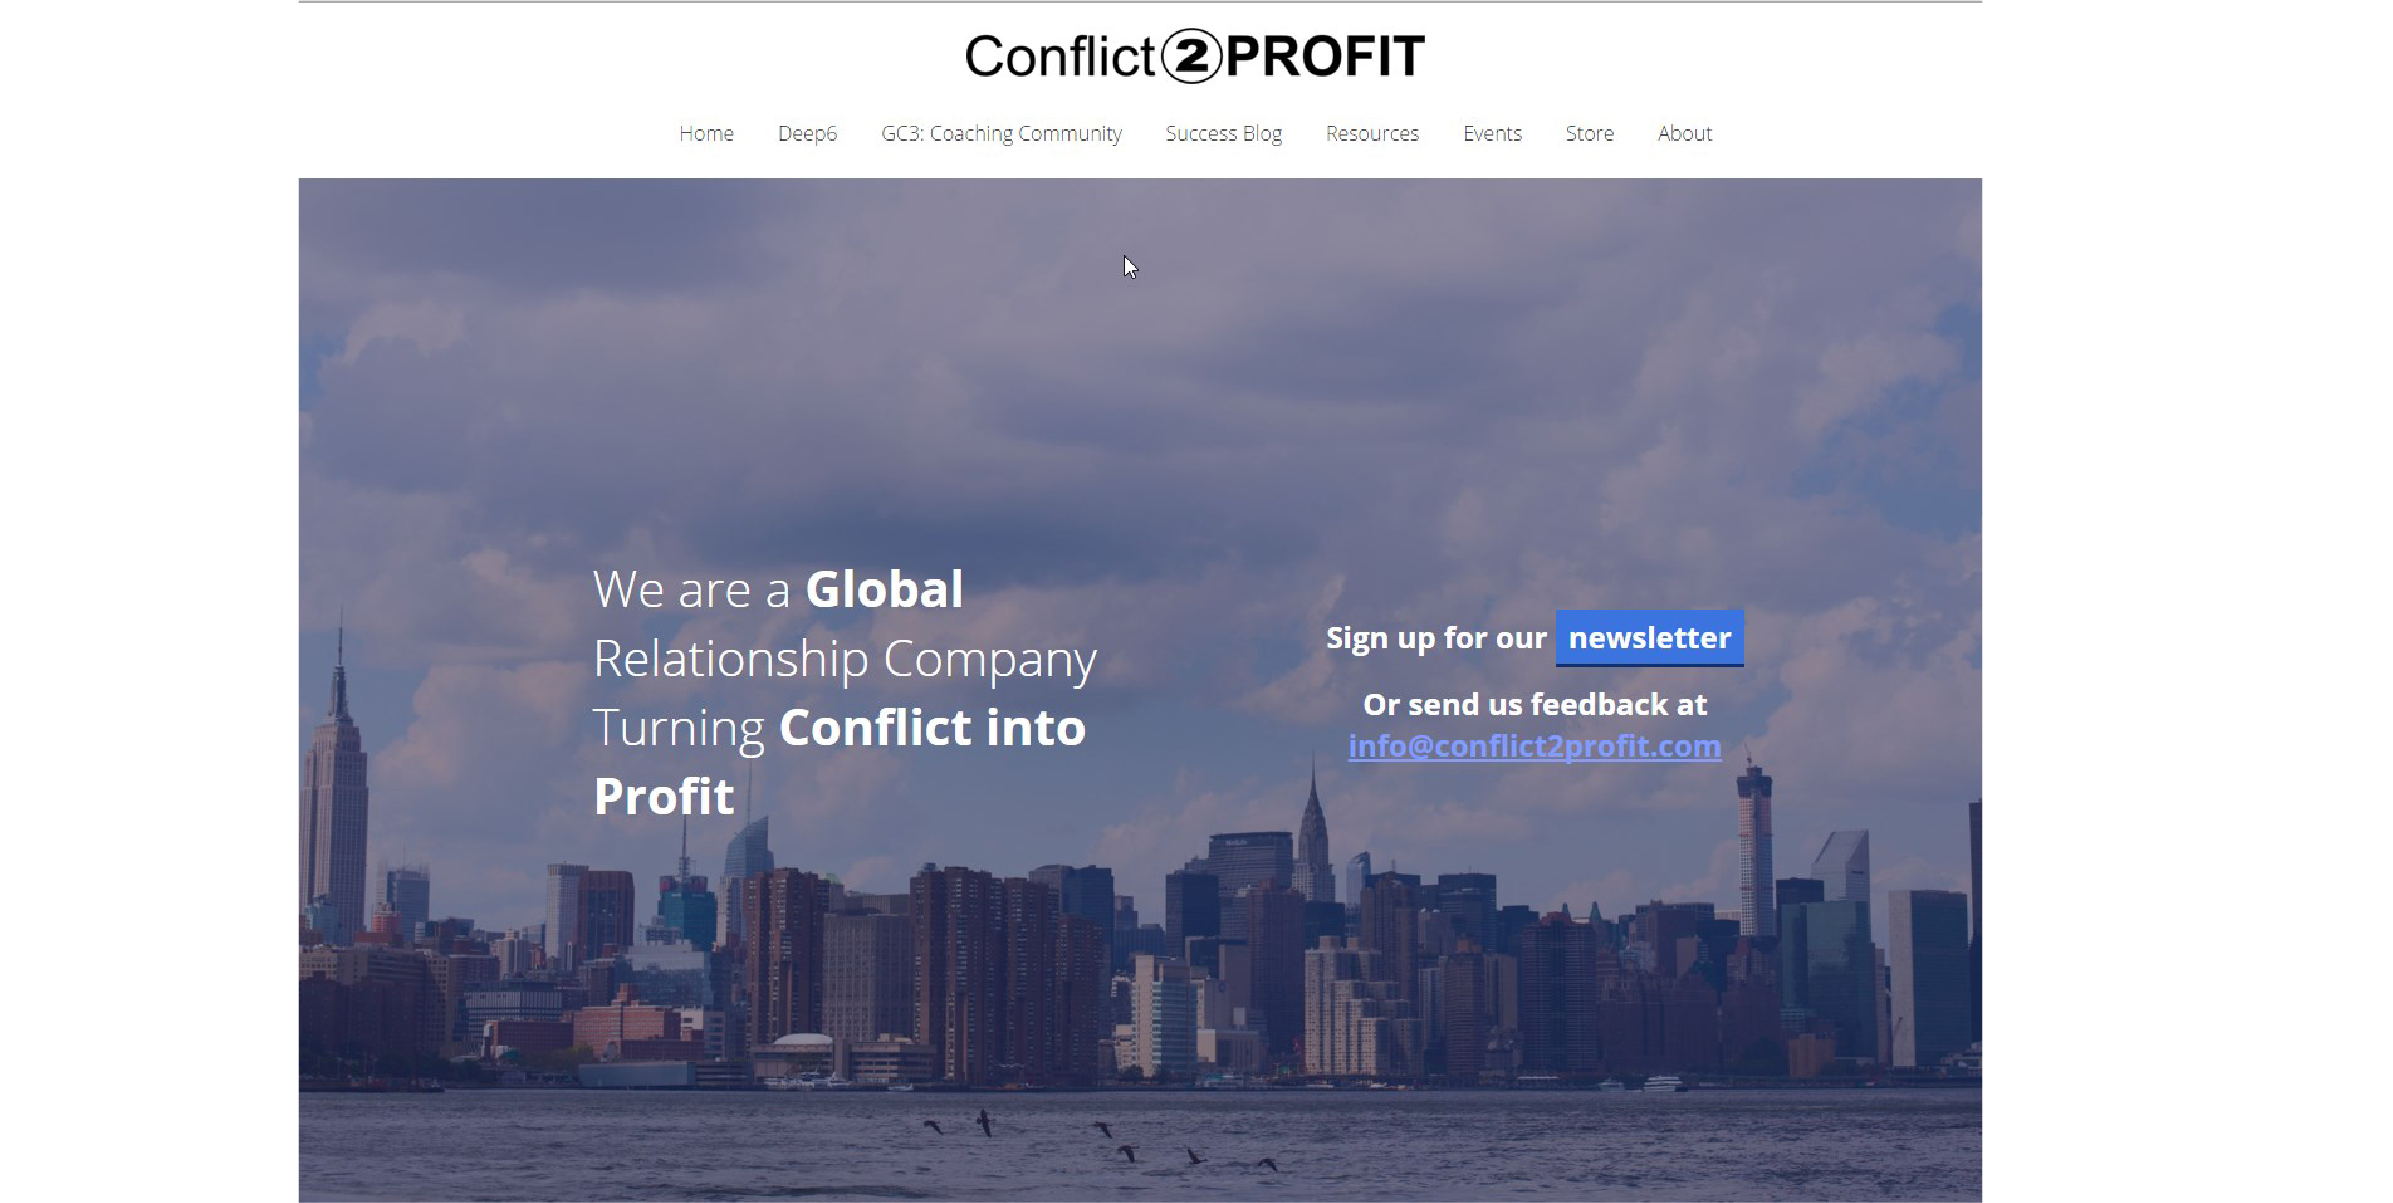 Conflict2PROFIT
Home Deep6 GC3: Coaching Community Success Blog Resources Events Store About
We are a Global
Relationship Company
Turning Conflict into
Profit
Sign up for our newsletter
Or send us feedback at
info@conflict2profit.com
MetLife